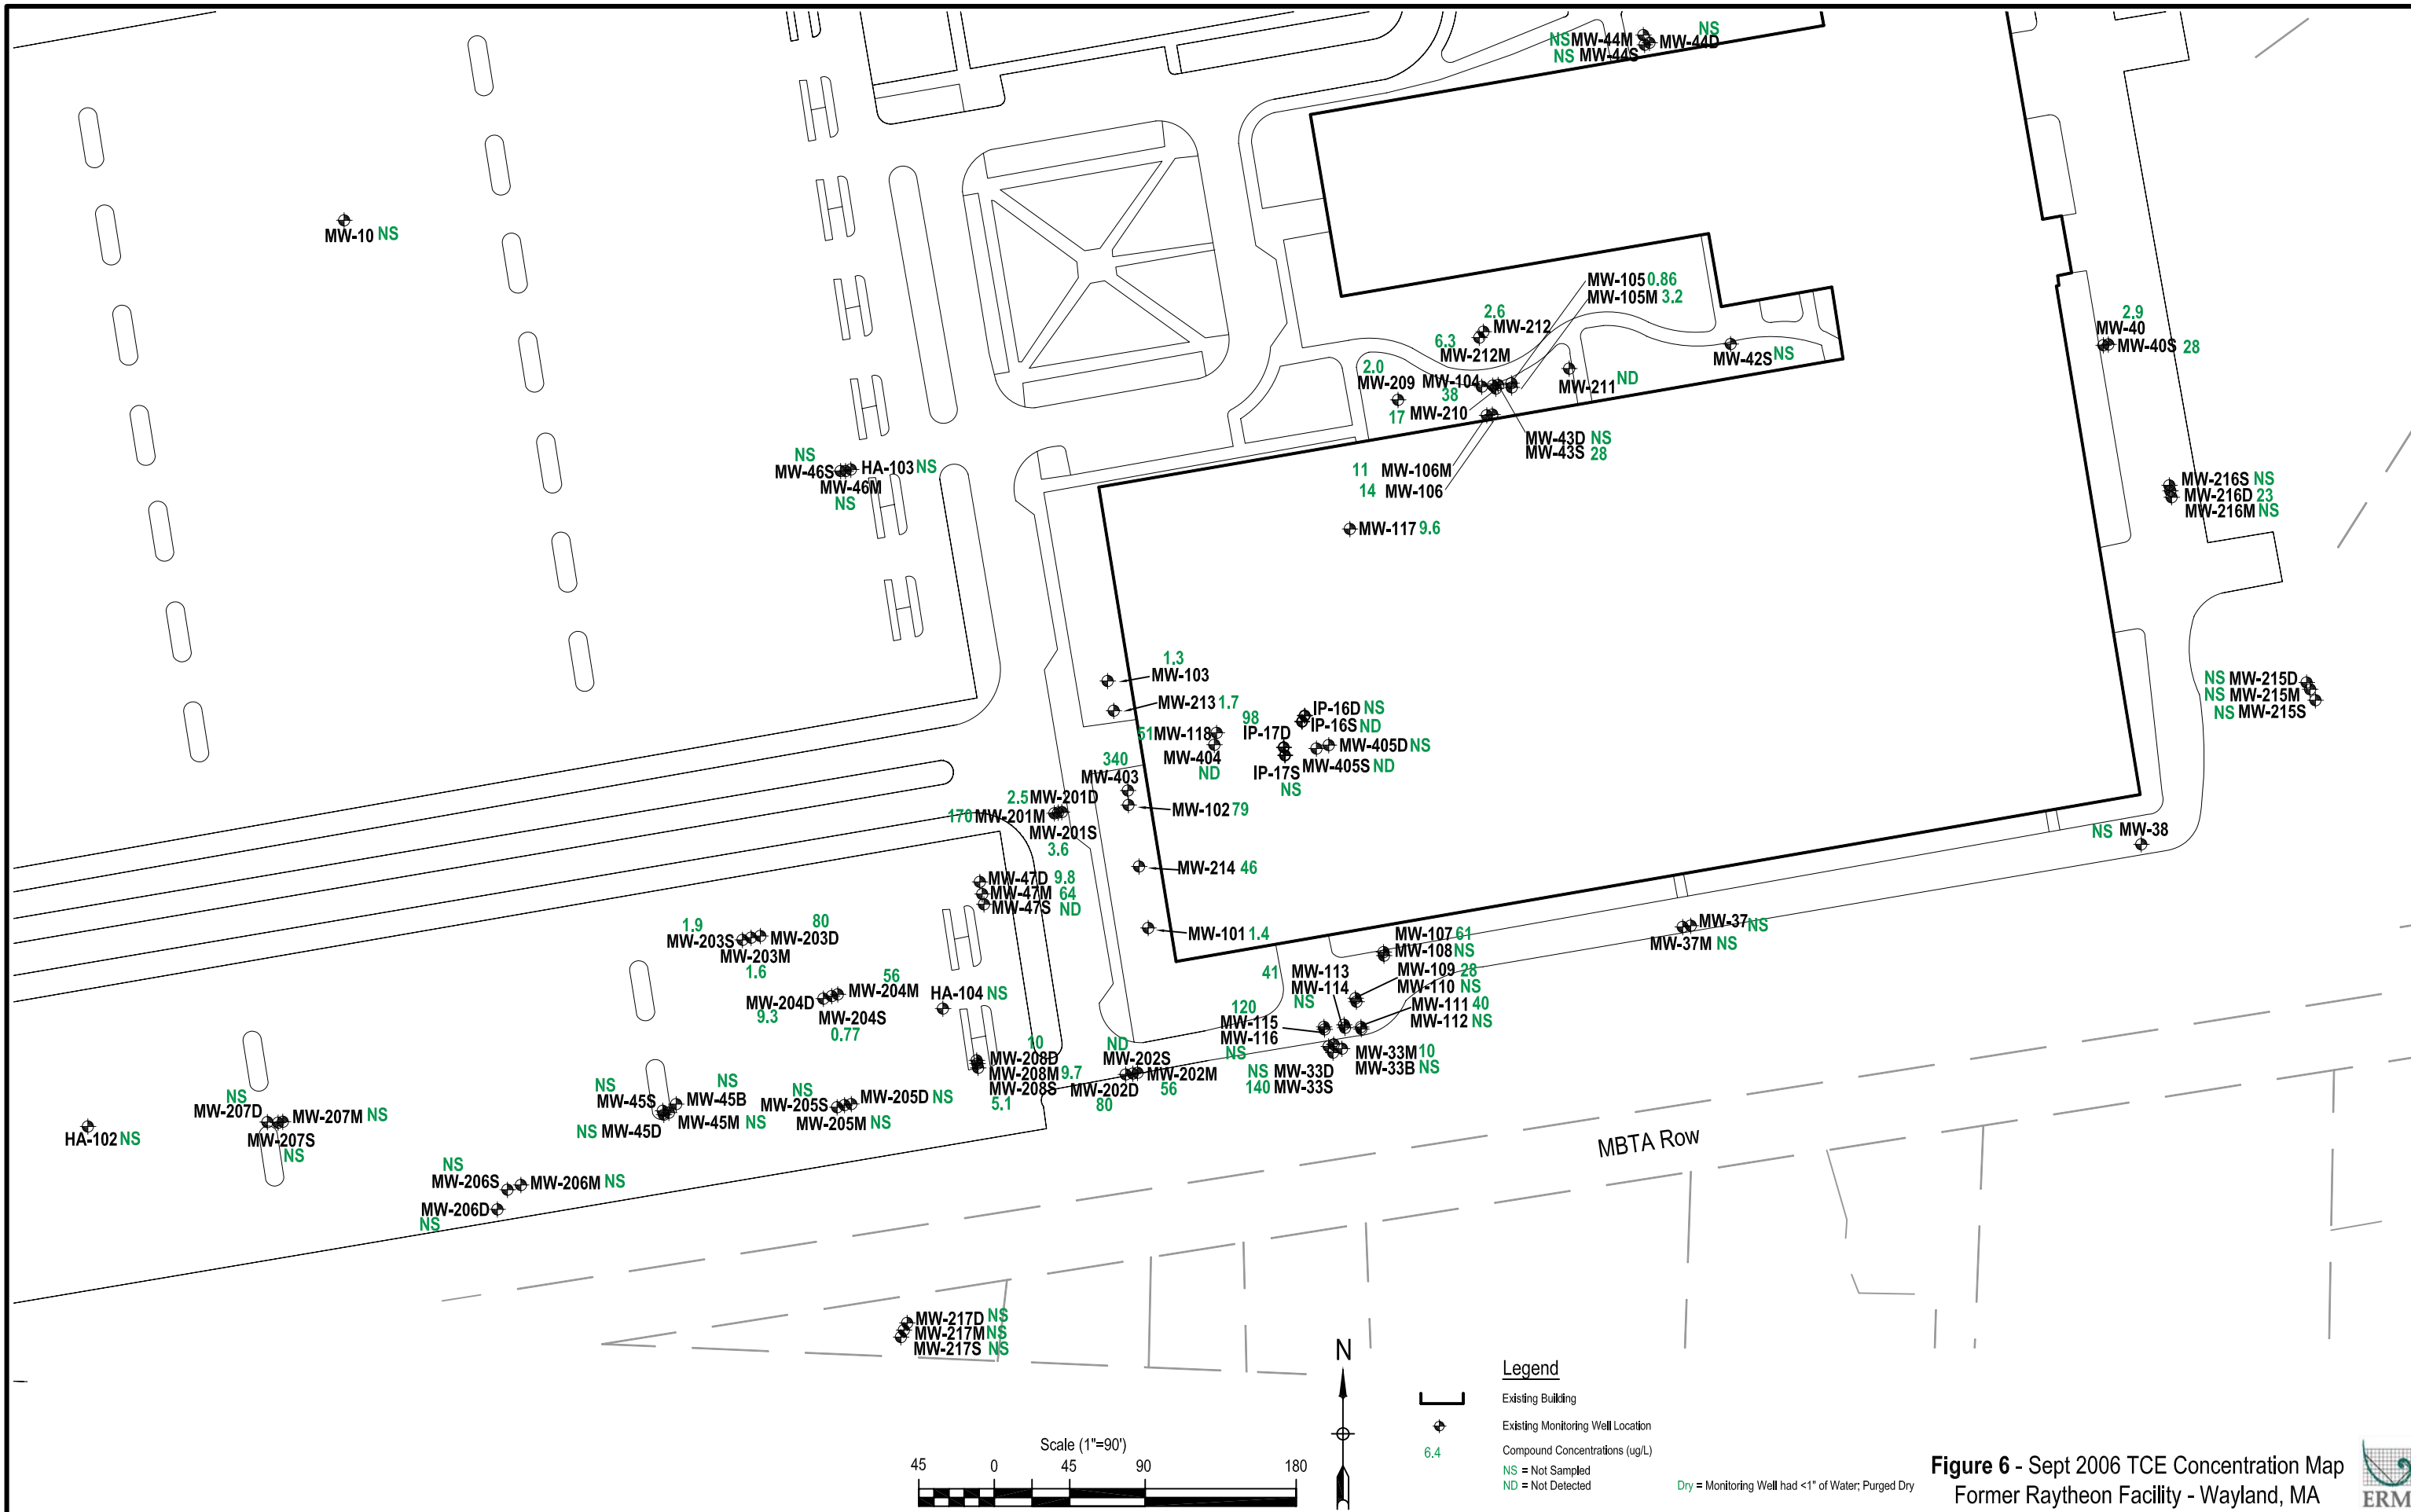 NS MW-44M
NS
MW-44D
NS MW-44S
MW-10 NS
MW-105 0.86
MW-105M 3.2
2.6
MW-212
6.3
MW-212M
2.9
MW-40
MW-40S 28
MW-42S NS
2.0
MW-209
MW-104
38
MW-211 ND
17 MW-210
MW-43D NS
MW-43S 28
NS
MW-46S
HA-103 NS
MW-46M
NS
11 MW-106M
14 MW-106
MW-216S NS
MW-216D 23
MW-216M NS
MW-117 9.6
1.3
MW-103
MW-213 1.7
NS MW-215D
NS MW-215M
NS MW-215S
IP-16D NS
IP-16S ND
98
IP-17D
51 MW-118
MW-404
ND
MW-405D NS
MW-405S ND
IP-17S
NS
340
MW-403
MW-102 79
2.5 MW-201D
170 MW-201M
MW-201S
3.6
NS MW-38
MW-214 46
MW-47D 9.8
MW-47M 64
MW-47S ND
MW-101 1.4
1.9
MW-203S
80
MW-203D
MW-203M
1.6
MW-37 NS
MW-37M NS
MW-107 61
MW-108 NS
MW-109 28
MW-110 NS
MW-111 40
MW-112 NS
41 MW-113
MW-114
NS
56
MW-204M
MW-204D
9.3
MW-204S
0.77
HA-104 NS
120
MW-115
MW-116
NS
10
MW-208D
MW-208M 9.7
MW-208S
5.1
ND
MW-202S
MW-202M
56
MW-202D
80
MW-33M 10
MW-33B NS
NS MW-33D
140 MW-33S
NS
MW-45S
NS
MW-45B
NS MW-45D
MW-45M NS
NS
MW-205S
MW-205D NS
MW-205M NS
NS
MW-207D
MW-207M NS
MW-207S
NS
HA-102 NS
NS
MW-206S
MW-206M NS
MW-206D
NS
MBTA Row
MW-217D NS
MW-217M NS
MW-217S NS
N
Legend
Existing Building
Existing Monitoring Well Location
6.4 Compound Concentrations (ug/L)
NS = Not Sampled
ND = Not Detected
Dry = Monitoring Well had <1" of Water; Purged Dry
Scale (1"=90')
45 0 45 90 180
Figure 6 - Sept 2006 TCE Concentration Map
Former Raytheon Facility - Wayland, MA
ERM